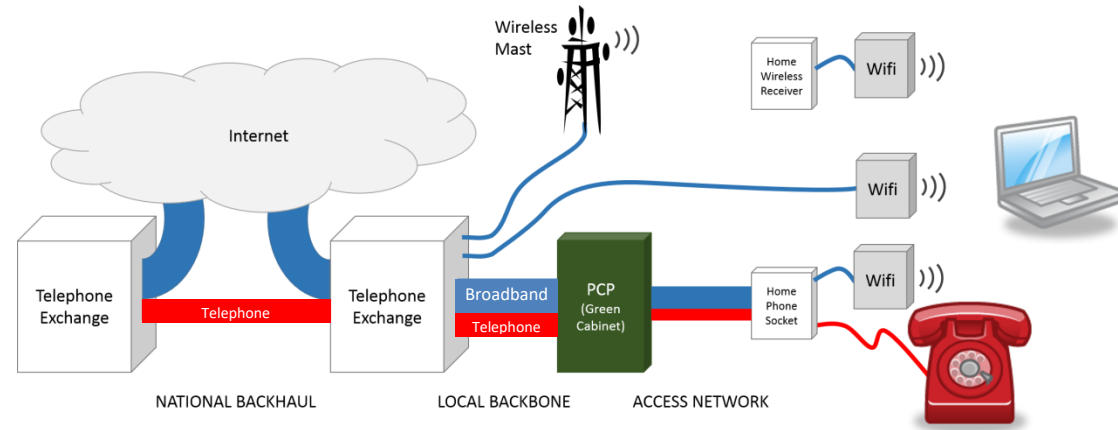 Wireless
Mast
Home
Wireless
Receiver
Wifi
Internet
Wifi
Telephone
Exchange
Telephone
Telephone
Exchange
Broadband
Telephone
PCP
(Green
Cabinet)
Home
Phone
Socket
Wifi
NATIONAL BACKHAUL
LOCAL BACKBONE
ACCESS NETWORK